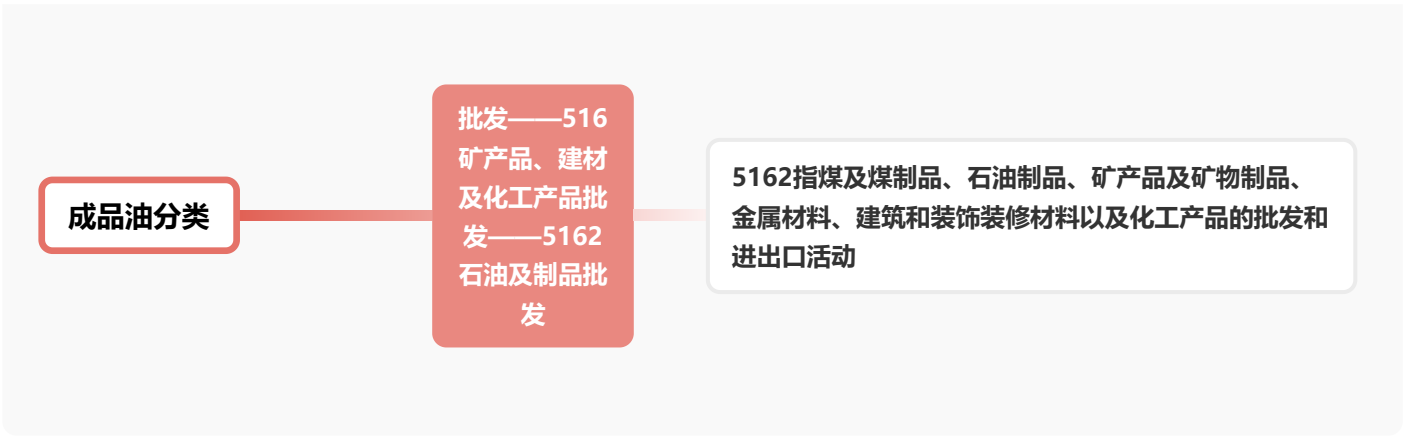 成品油分类
批发——516
矿产品、建材
及化工产品批
发——5162
石油及制品批
发
5162指煤及煤制品、石油制品、矿产品及矿物制品、
金属材料、建筑和装饰装修材料以及化工产品的批发和
进出口活动